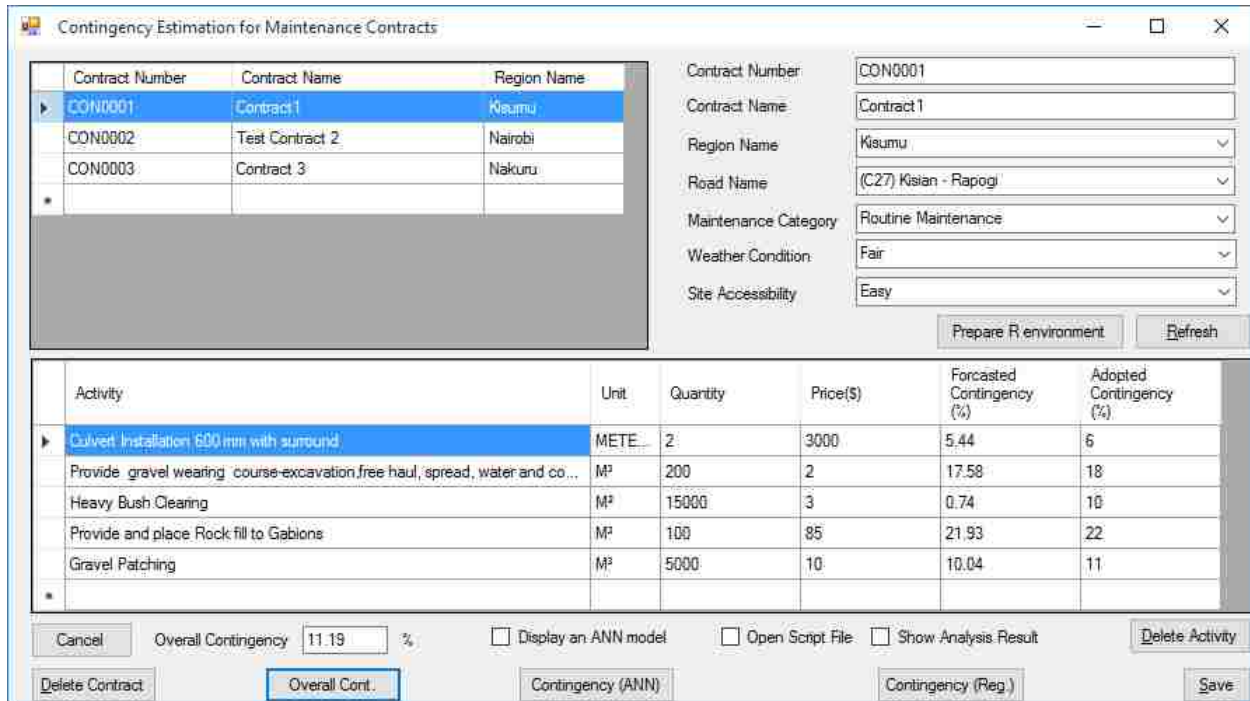 Contingency Estimation for Maintenance Contracts
Contract Number Contract Name Region Name
CON0001 Contract1 Kisumu
CON0002 Test Contract 2 Nairobi
CON0003 Contract 3 Nakuru
Contract Number CON0001
Contract Name Contract1
Region Name Kisumu
Road Name (C27) Kisian - Rapogi
Maintenance Category Routine Maintenance
Weather Condition Fair
Site Accessibility Easy
Prepare R environment Refresh
Activity Unit Quantity Price($) Forcasted Contingency (%) Adopted Contingency (%)
Culvert Installation 600 mm with surround METE... 2 3000 5.44 6
Provide gravel wearing course-excavation,free haul, spread, water and co... M³ 200 2 17.58 18
Heavy Bush Clearing M² 15000 3 0.74 10
Provide and place Rock fill to Gabions M³ 100 85 21.93 22
Gravel Patching M³ 5000 10 10.04 11
Cancel Overall Contingency 11.19 % Display an ANN model Open Script File Show Analysis Result Delete Activity
Delete Contract Overall Cont. Contingency (ANN) Contingency (Reg.) Save